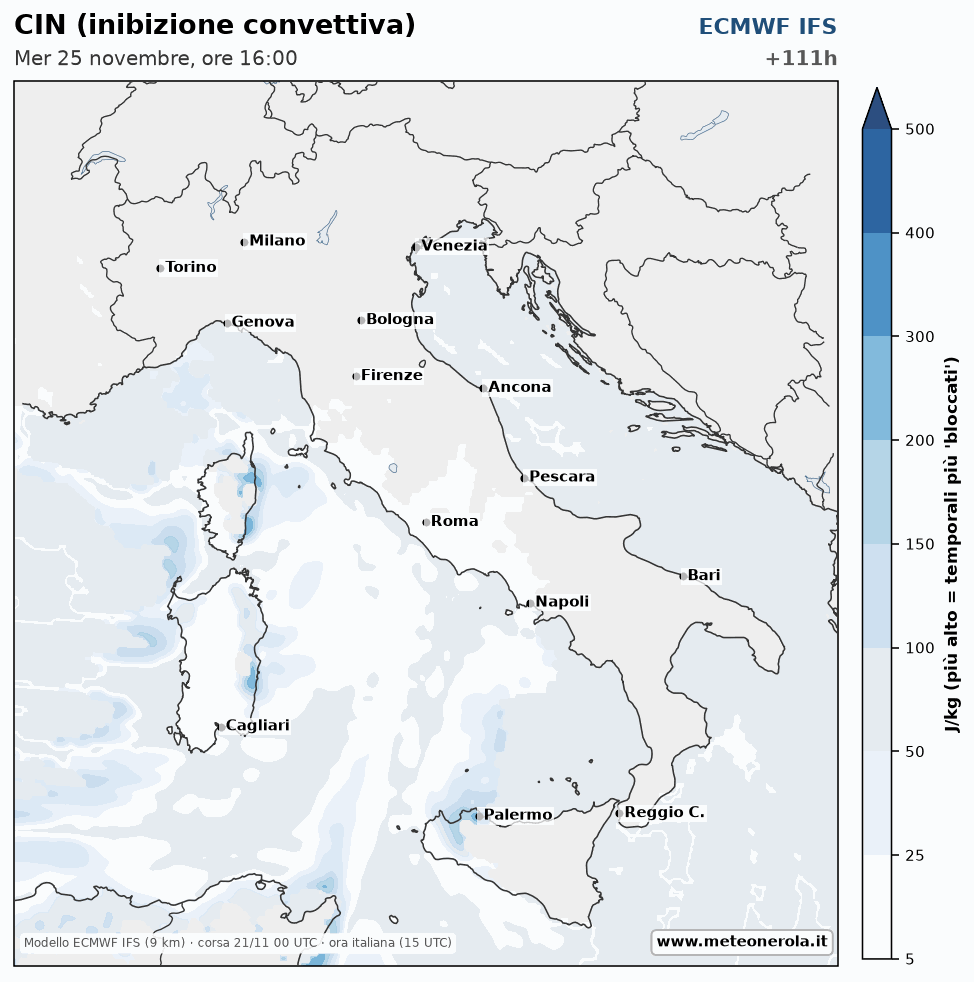 CIN (inibizione convettiva)
ECMWF IFS
Mer 25 novembre, ore 16:00
+111h
500
400
300
200
150
100
50
25
5
J/kg (più alto = temporali più 'bloccati')
Milano
Venezia
Torino
Genova
Bologna
Firenze
Ancona
Pescara
Roma
Bari
Napoli
Cagliari
Palermo
Reggio C.
Modello ECMWF IFS (9 km) · corsa 21/11 00 UTC · ora italiana (15 UTC)
www.meteonerola.it